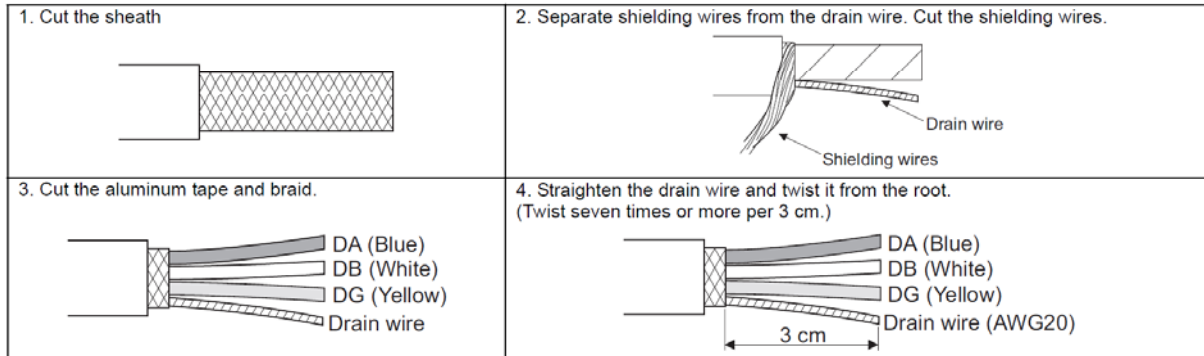 1. Cut the sheath
2. Separate shielding wires from the drain wire. Cut the shielding wires.
Drain wire
Shielding wires
3. Cut the aluminum tape and braid.
DA (Blue)
DB (White)
DG (Yellow)
Drain wire
4. Straighten the drain wire and twist it from the root.
(Twist seven times or more per 3 cm.)
DA (Blue)
DB (White)
DG (Yellow)
Drain wire (AWG20)
3 cm